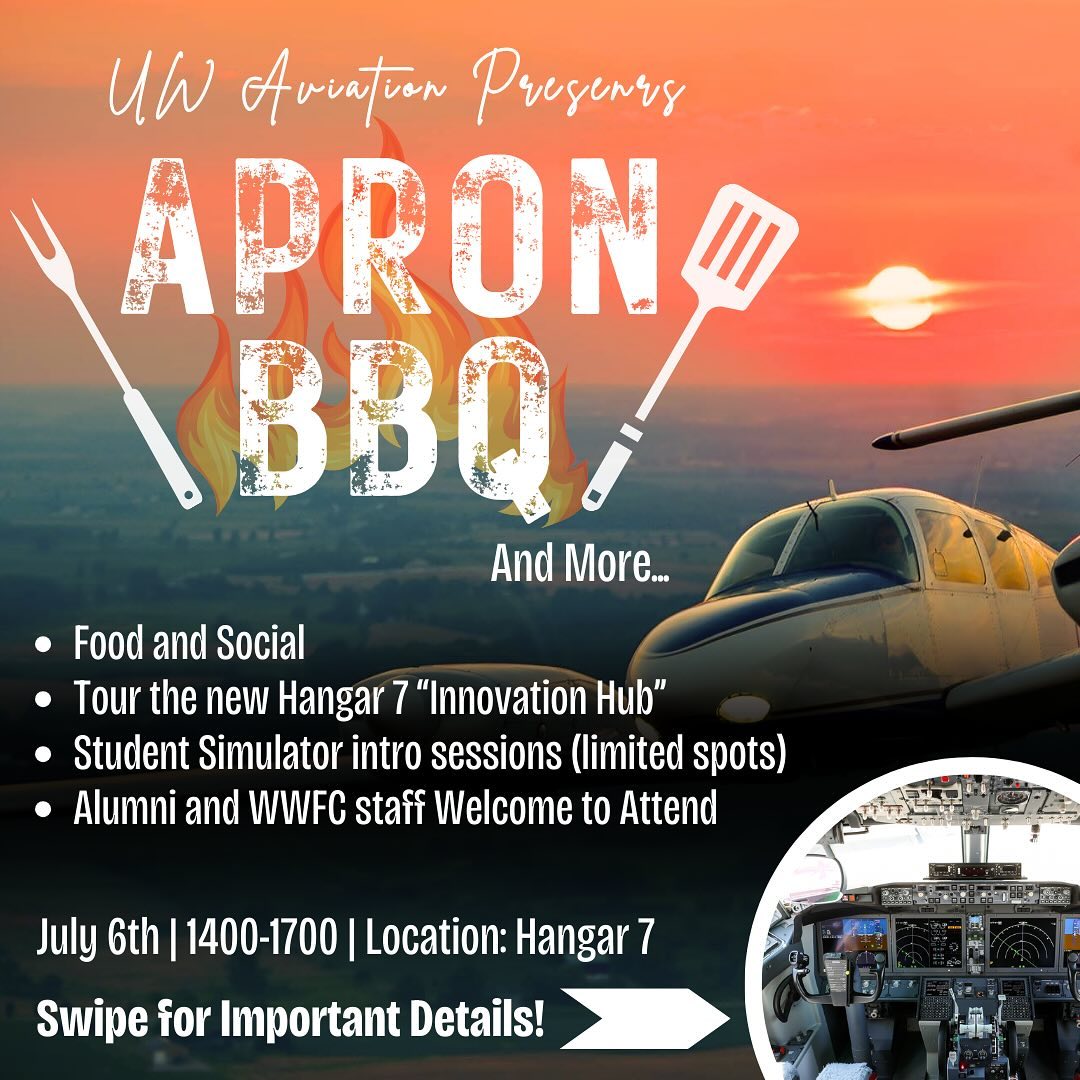 UW Aviation Presenrs
APRON
BBQ
And More...
• Food and Social
• Tour the new Hangar 7 “Innovation Hub”
• Student Simulator intro sessions (limited spots)
• Alumni and WWFC staff Welcome to Attend
July 6th | 1400-1700 | Location: Hangar 7
Swipe for Important Details!